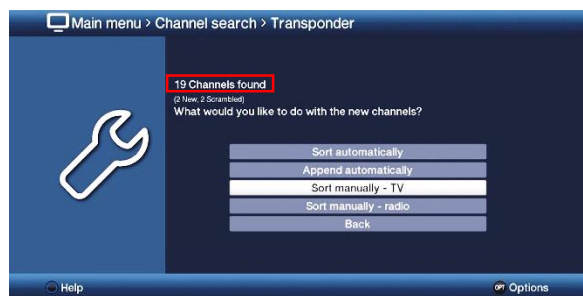 Main menu > Channel search > Transponder
19 Channels found
(2 New, 2 Scrambled)
What would you like to do with the new channels?
Sort automatically
Append automatically
Sort manually - TV
Sort manually - radio
Back
Help
OPT Options